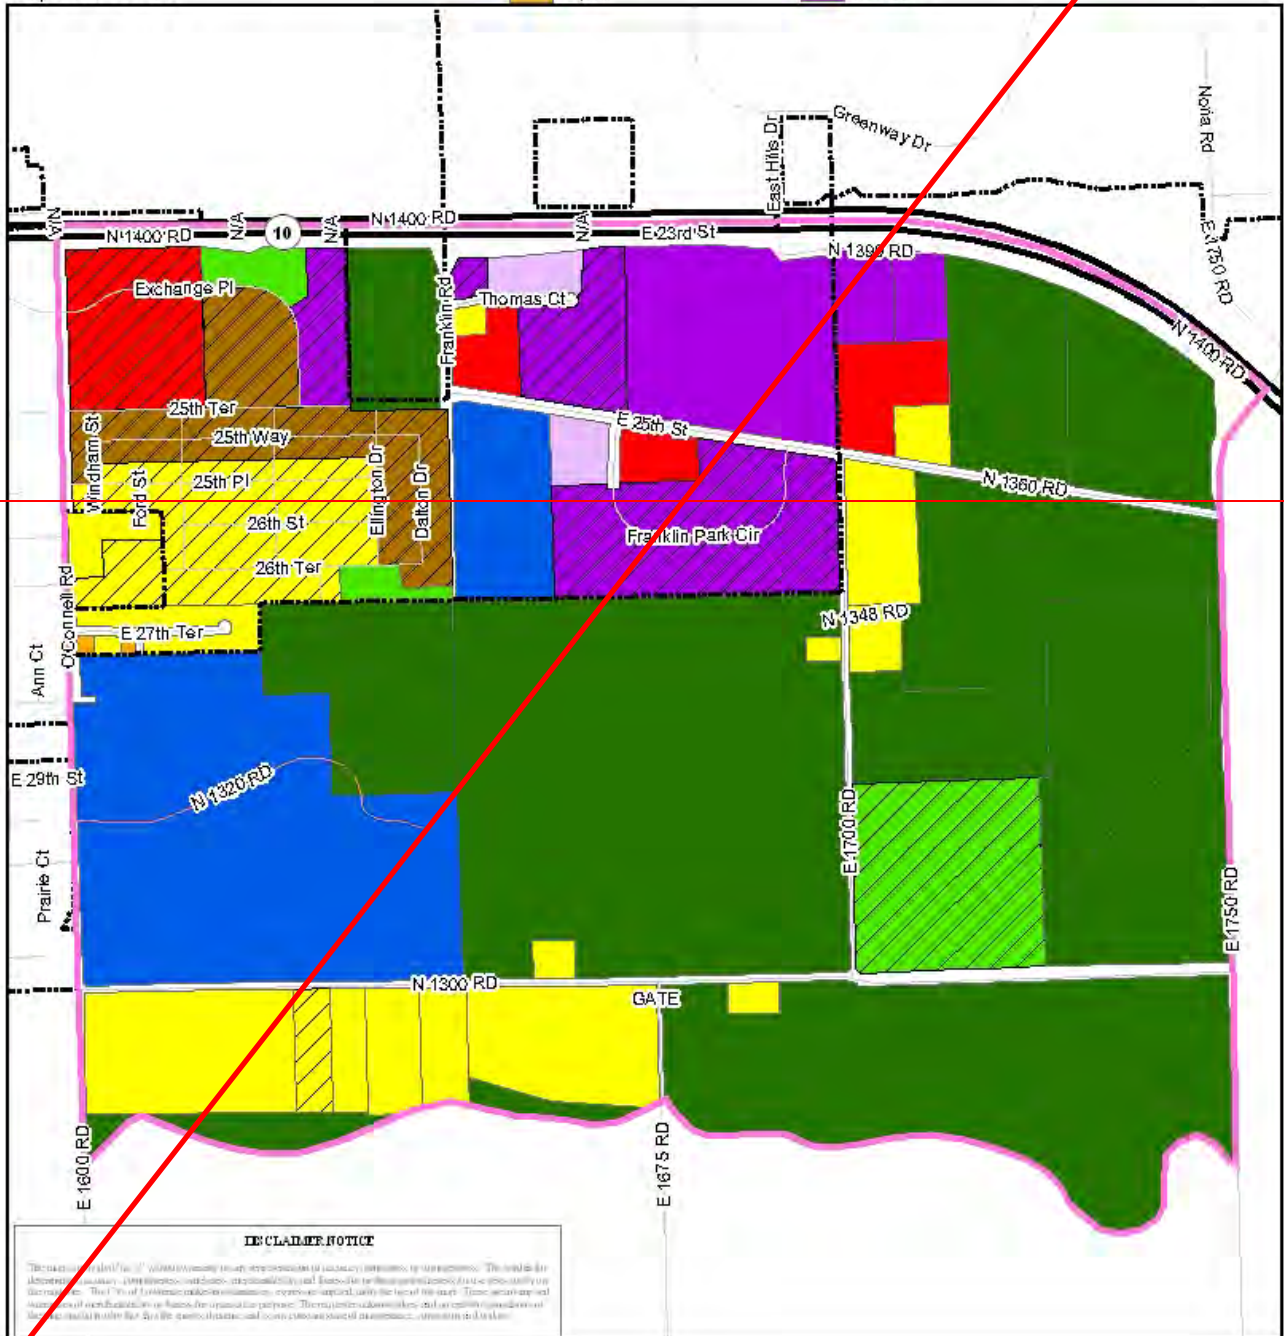 Greenway Dr
East Hills Dr
Noria Rd
N/A
N 1400 RD
N/A
10
N/A
N 1400 RD
N/A
E 23rd St
N 1390 RD
E 1750 RD
N 1400 RD
Exchange Pl
Franklin Rd
Thomas Ct
25th Ter
25th Way
25th Pl
26th St
26th Ter
Windham St
Ford St
Ellington Dr
Dalton Dr
E 25th St
N 1360 RD
Franklin Park Cir
O'Connell Rd
E 27th Ter
N 1348 RD
Ann Ct
E 29th St
N 1320 RD
E 1700 RD
Prairie Ct
E 1750 RD
N 1300 RD
GATE
E 1600 RD
E 1675 RD
DISCLAIMER NOTICE